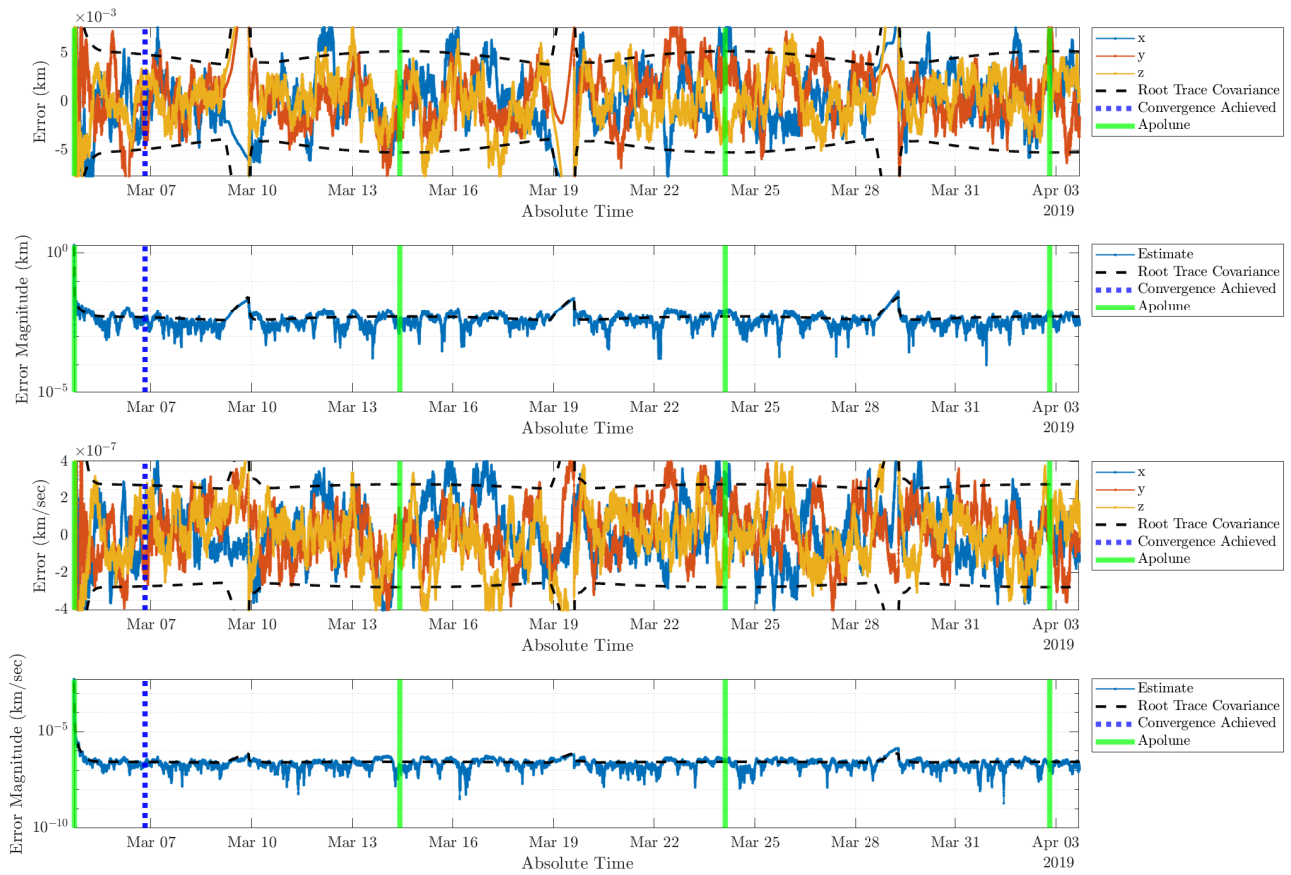 ×10⁻³
5
0
-5
Error (km)
Mar 07 Mar 10 Mar 13 Mar 16 Mar 19 Mar 22 Mar 25 Mar 28 Mar 31 Apr 03
Absolute Time
2019
x
y
z
Root Trace Covariance
Convergence Achieved
Apolune
10⁰
10⁻⁵
Error Magnitude (km)
Mar 07 Mar 10 Mar 13 Mar 16 Mar 19 Mar 22 Mar 25 Mar 28 Mar 31 Apr 03
Absolute Time
2019
Estimate
Root Trace Covariance
Convergence Achieved
Apolune
×10⁻⁷
4
2
0
-2
-4
Error (km/sec)
Mar 07 Mar 10 Mar 13 Mar 16 Mar 19 Mar 22 Mar 25 Mar 28 Mar 31 Apr 03
Absolute Time
2019
x
y
z
Root Trace Covariance
Convergence Achieved
Apolune
10⁻⁵
10⁻¹⁰
Error Magnitude (km/sec)
Mar 07 Mar 10 Mar 13 Mar 16 Mar 19 Mar 22 Mar 25 Mar 28 Mar 31 Apr 03
Absolute Time
2019
Estimate
Root Trace Covariance
Convergence Achieved
Apolune